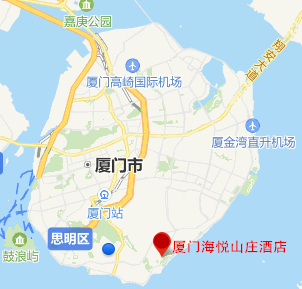 嘉庚公园
翔安大道
厦门高崎国际机场
厦金湾直升机场
厦门市
厦门站
思明区
鼓浪屿
厦门海悦山庄酒店